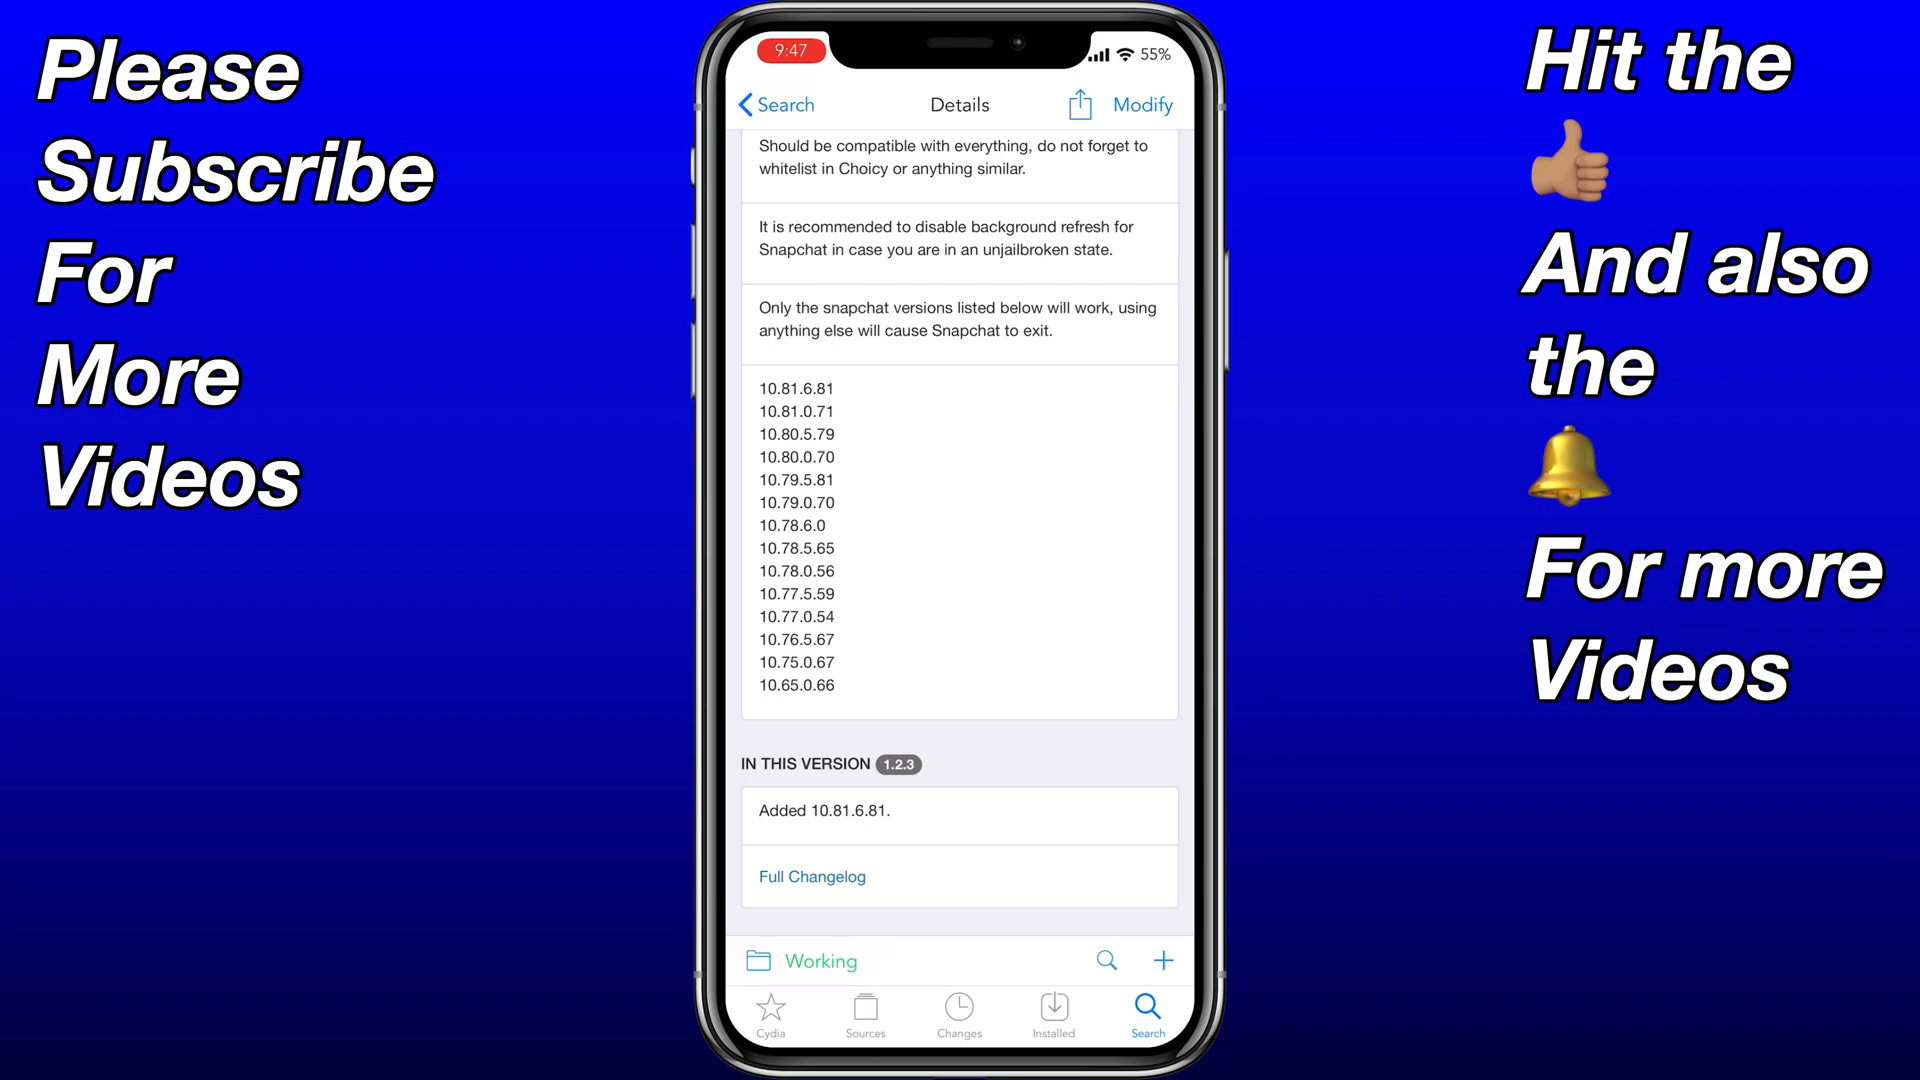 Please
Subscribe
For
More
Videos
9:47
55%
Search
Details
Modify
Should be compatible with everything, do not forget to
whitelist in Choicy or anything similar.
It is recommended to disable background refresh for
Snapchat in case you are in an unjailbroken state.
Only the snapchat versions listed below will work, using
anything else will cause Snapchat to exit.
10.81.6.81
10.81.0.71
10.80.5.79
10.80.0.70
10.79.5.81
10.79.0.70
10.78.6.0
10.78.5.65
10.78.0.56
10.77.5.59
10.77.0.54
10.76.5.67
10.75.0.67
10.65.0.66
IN THIS VERSION 1.2.3
Added 10.81.6.81.
Full Changelog
Working
Cydia
Sources
Changes
Installed
Search
Hit the
👍🏽
And also
the
🔔
For more
Videos